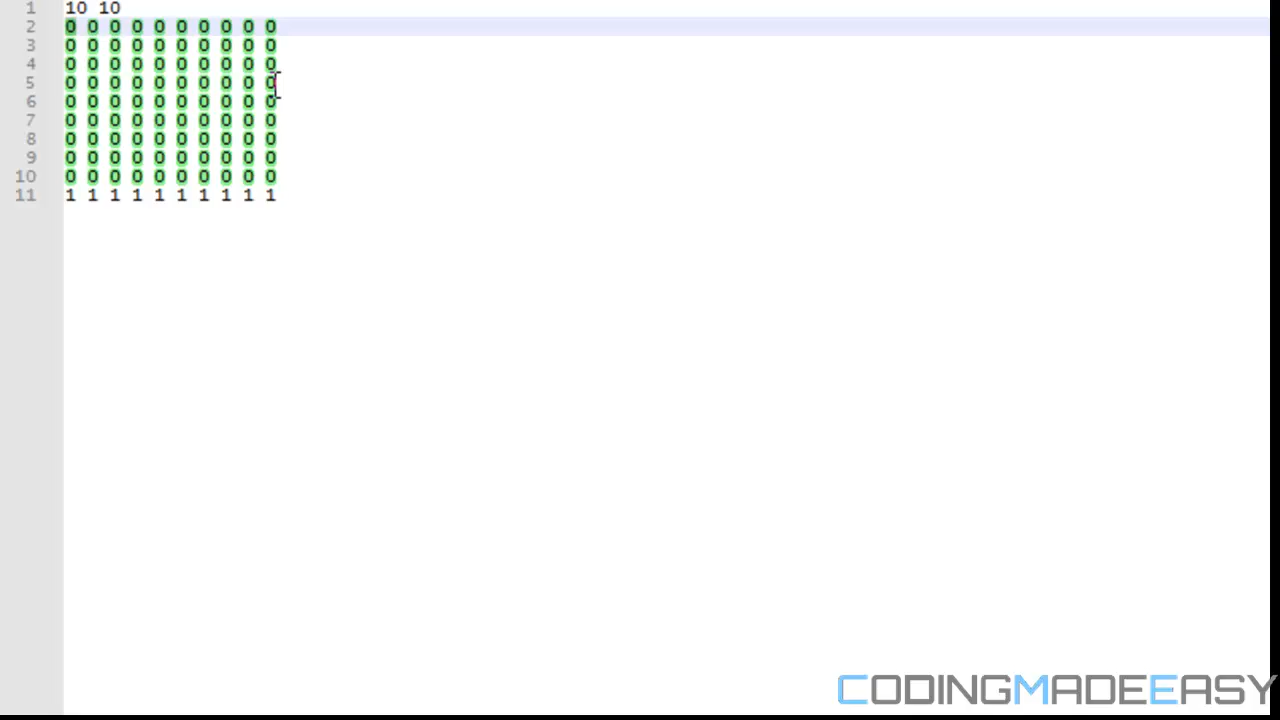 1 10 10
2 0 0 0 0 0 0 0 0 0 0
3 0 0 0 0 0 0 0 0 0 0
4 0 0 0 0 0 0 0 0 0 0
5 0 0 0 0 0 0 0 0 0 0
6 0 0 0 0 0 0 0 0 0 0
7 0 0 0 0 0 0 0 0 0 0
8 0 0 0 0 0 0 0 0 0 0
9 0 0 0 0 0 0 0 0 0 0
10 0 0 0 0 0 0 0 0 0 0
11 1 1 1 1 1 1 1 1 1 1
CODINGMADEEASY